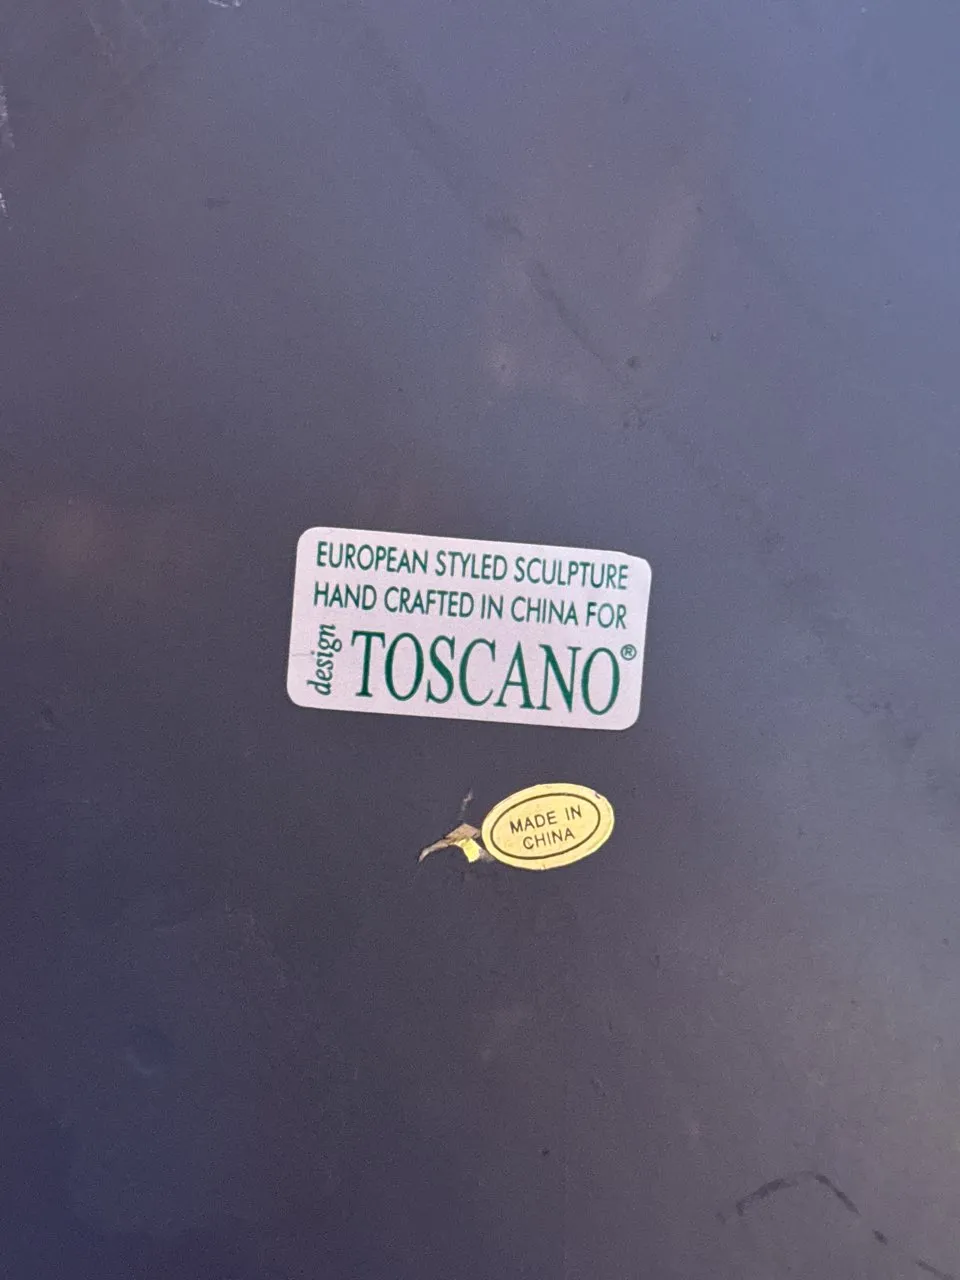 EUROPEAN STYLED SCULPTURE
HAND CRAFTED IN CHINA FOR
design TOSCANO®
MADE IN
CHINA